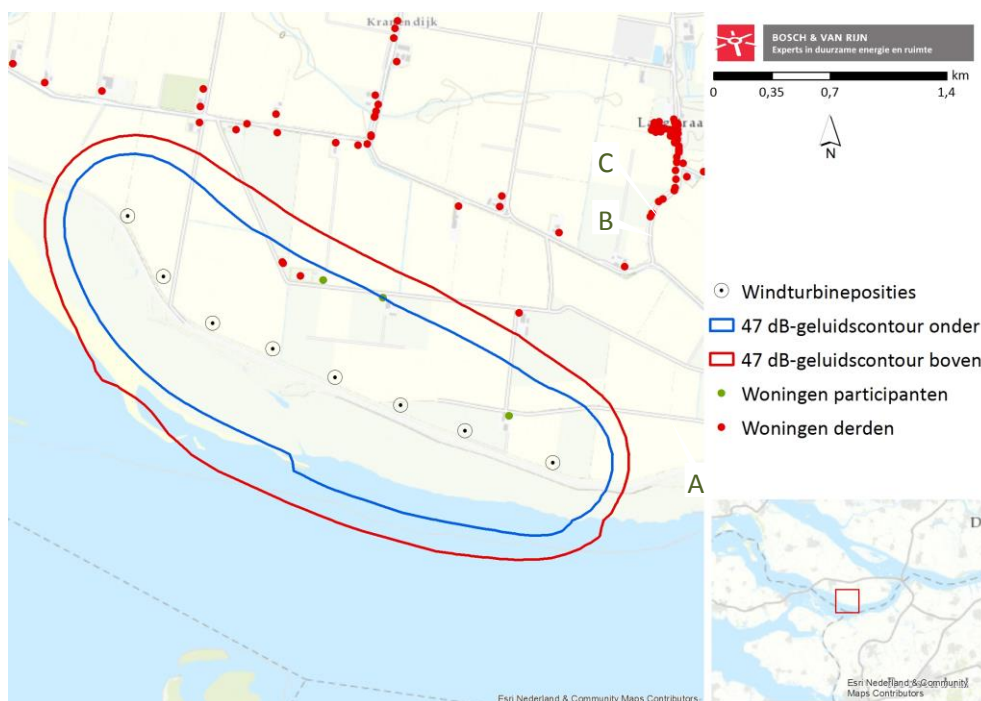 Kranendijk
BOSCH & VAN RIJN
Experts in duurzame energie en ruimte
km
0 0,35 0,7 1,4
N
C
B
A
Windturbineposities
47 dB-geluidscontour onder
47 dB-geluidscontour boven
Woningen participanten
Woningen derden
D
Esri Nederland & Community Maps Contributors
Esri Nederland & Community
Maps Contributors